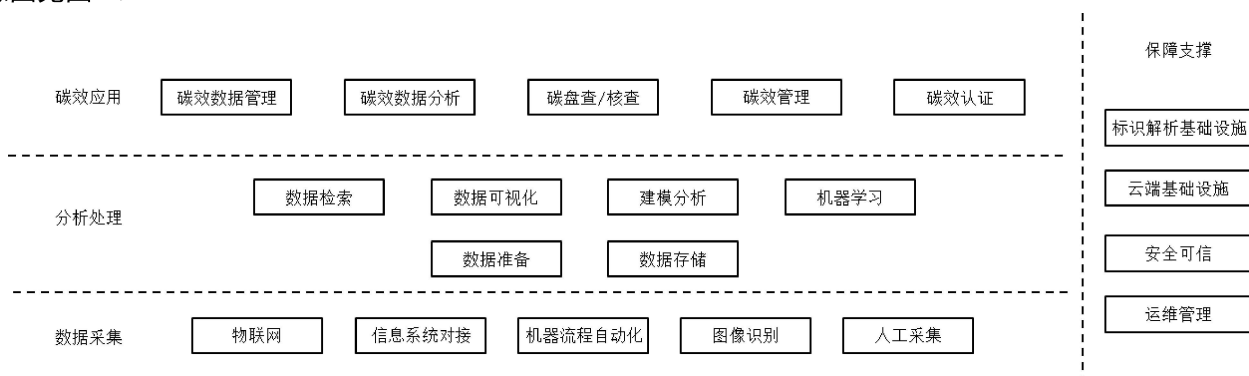 保障支撑
碳效应用
碳效数据管理
碳效数据分析
碳盘查/核查
碳效管理
碳效认证
标识解析基础设施
数据检索
数据可视化
建模分析
机器学习
云端基础设施
分析处理
数据准备
数据存储
安全可信
数据采集
物联网
信息系统对接
机器流程自动化
图像识别
人工采集
运维管理